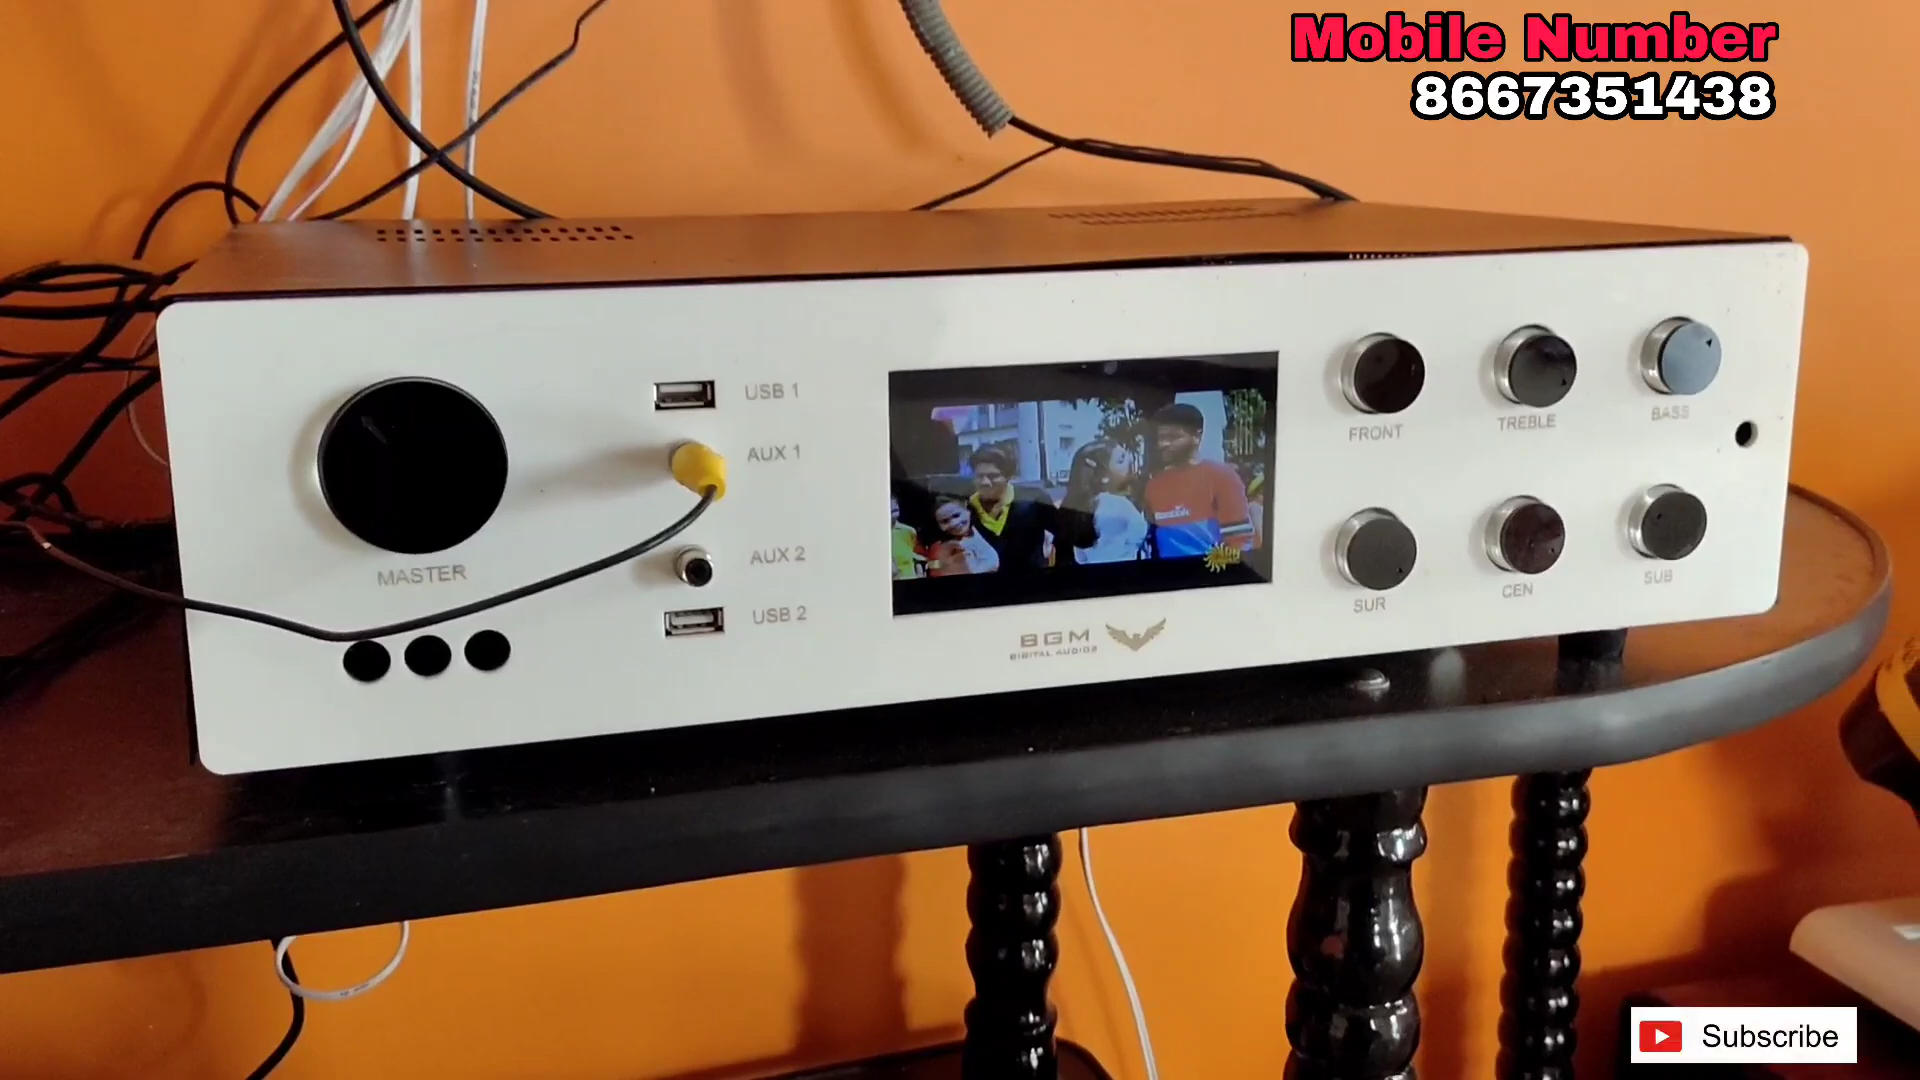 Mobile Number
8667351438
USB 1
AUX 1
AUX 2
USB 2
MASTER
FRONT
TREBLE
BASS
SUR
CEN
SUB
BGM
DIGITAL AUDIOS
Subscribe